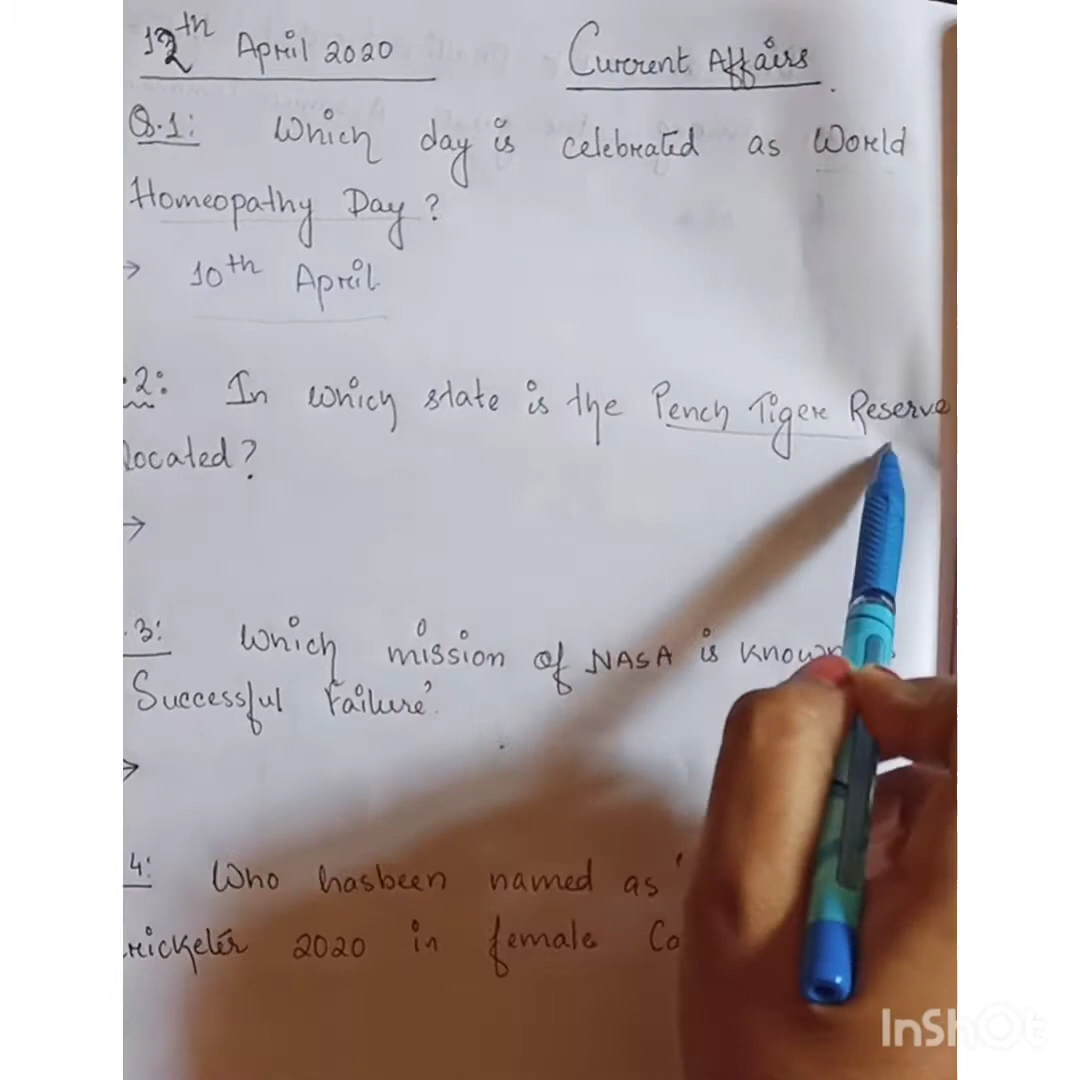 12th April 2020 Current Affairs
Q.1: Which day is celebrated as World
Homeopathy Day?
→ 10th April
.2: In which state is the Pench Tiger Reserve
located?
→
.3: Which mission of NASA is known
Successful Failure'
→
4: Who hasbeen named as '
ricketer 2020 in female Ca
InShOt